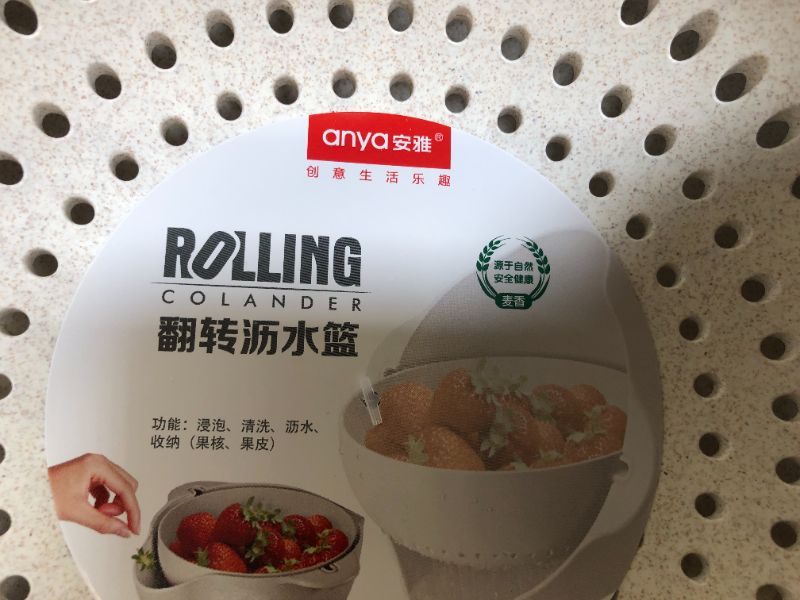 anya安雅®
创意生活乐趣
ROLLING
COLANDER
翻转沥水篮
源于自然
安全健康
麦香
功能：浸泡、清洗、沥水、
收纳（果核、果皮）